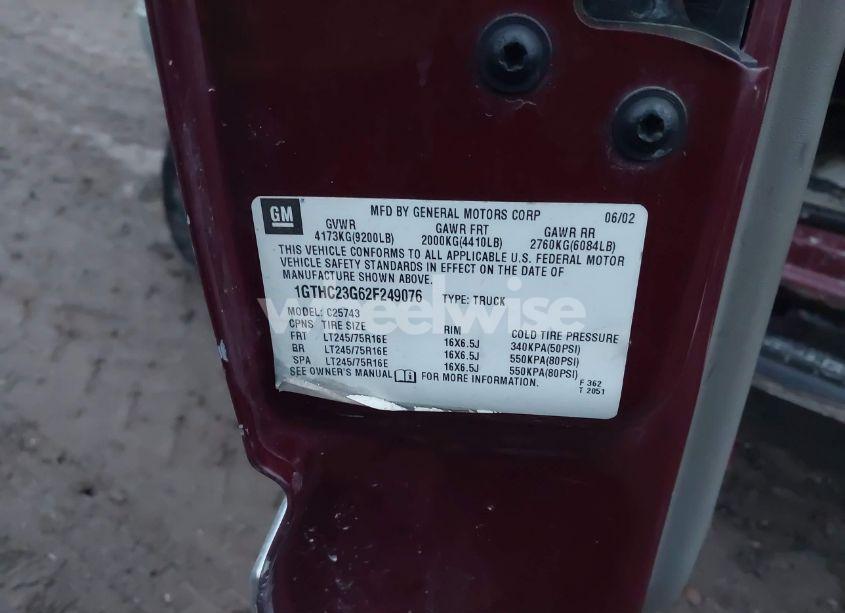 GM
MFD BY GENERAL MOTORS CORP 06/02
GVWR GAWR FRT GAWR RR
4173KG(9200LB) 2000KG(4410LB) 2760KG(6084LB)
THIS VEHICLE CONFORMS TO ALL APPLICABLE U.S. FEDERAL MOTOR
VEHICLE SAFETY STANDARDS IN EFFECT ON THE DATE OF
MANUFACTURE SHOWN ABOVE.
1GTHC23G62F249076 TYPE: TRUCK
wheelwise
MODEL: C25743
CPNS TIRE SIZE RIM COLD TIRE PRESSURE
FRT LT245/75R16E 16X6.5J 340KPA(50PSI)
RR LT245/75R16E 16X6.5J 550KPA(80PSI)
SPA LT245/75R16E 16X6.5J 550KPA(80PSI)
SEE OWNER'S MANUAL FOR MORE INFORMATION.
F 362
T 2051